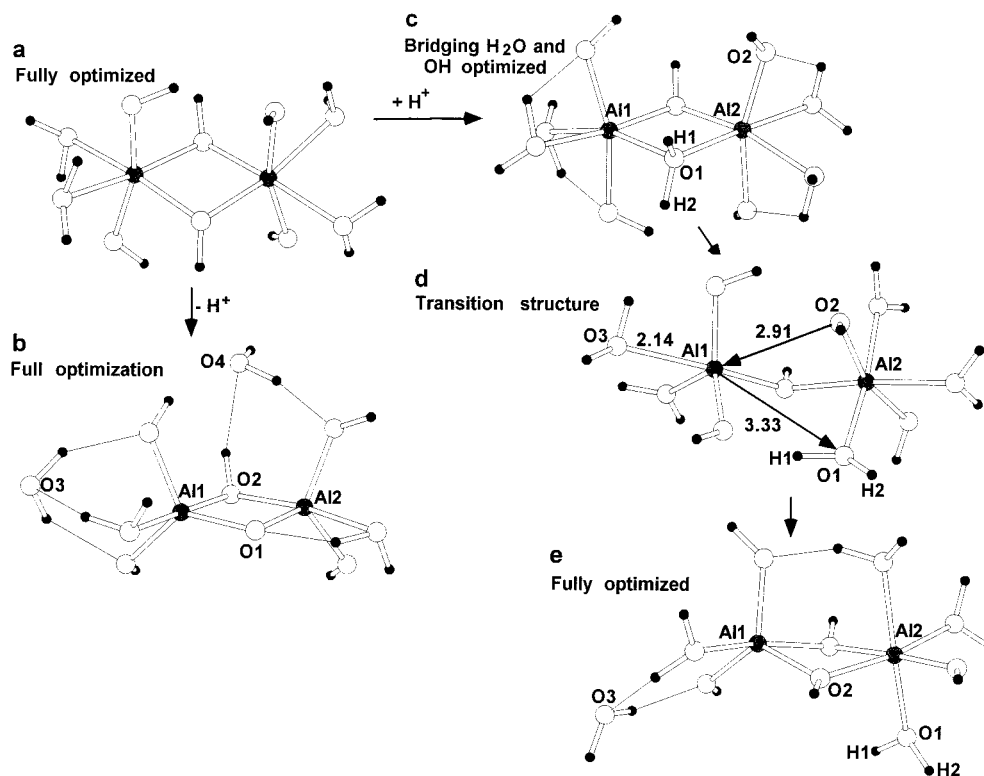 a
Fully optimized
+ H⁺
c
Bridging H₂O and
OH optimized
O2
Al1
Al2
H1
O1
H2
- H⁺
b
Full optimization
O4
O3
Al1
O2
Al2
O1
d
Transition structure
O3
2.14
Al1
2.91
O2
Al2
3.33
H1
O1
H2
e
Fully optimized
Al1
Al2
O2
O3
O1
H1
H2